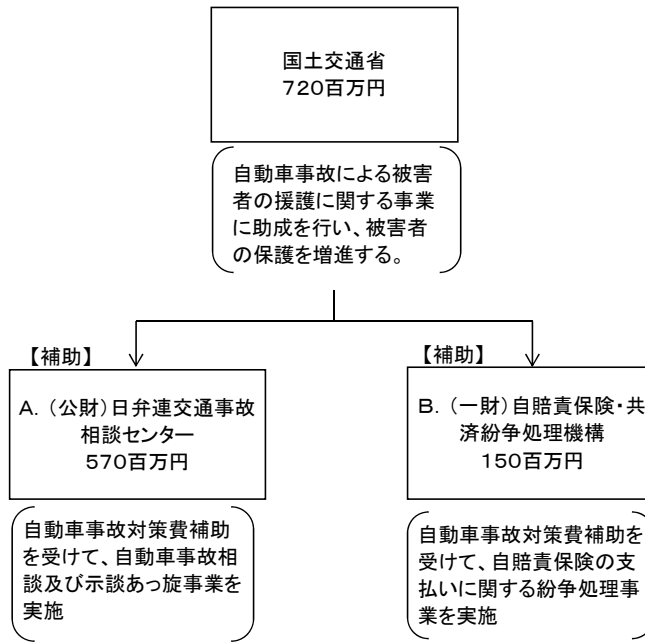 国土交通省
720百万円
自動車事故による被害
者の援護に関する事業
に助成を行い、被害者
の保護を増進する。
【補助】
A.（公財）日弁連交通事故
相談センター
570百万円
自動車事故対策費補助
を受けて、自動車事故相
談及び示談あっ旋事業を
実施
【補助】
B.（一財）自賠責保険・共
済紛争処理機構
150百万円
自動車事故対策費補助を
受けて、自賠責保険の支
払いに関する紛争処理事
業を実施